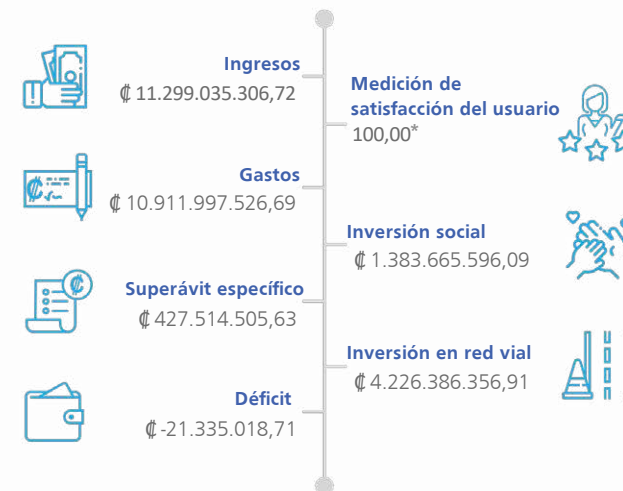 Ingresos
₡ 11.299.035.306,72
Gastos
₡ 10.911.997.526,69
Superávit específico
₡ 427.514.505,63
Déficit
₡ -21.335.018,71
Medición de
satisfacción del usuario
100,00*
Inversión social
₡ 1.383.665.596,09
Inversión en red vial
₡ 4.226.386.356,91